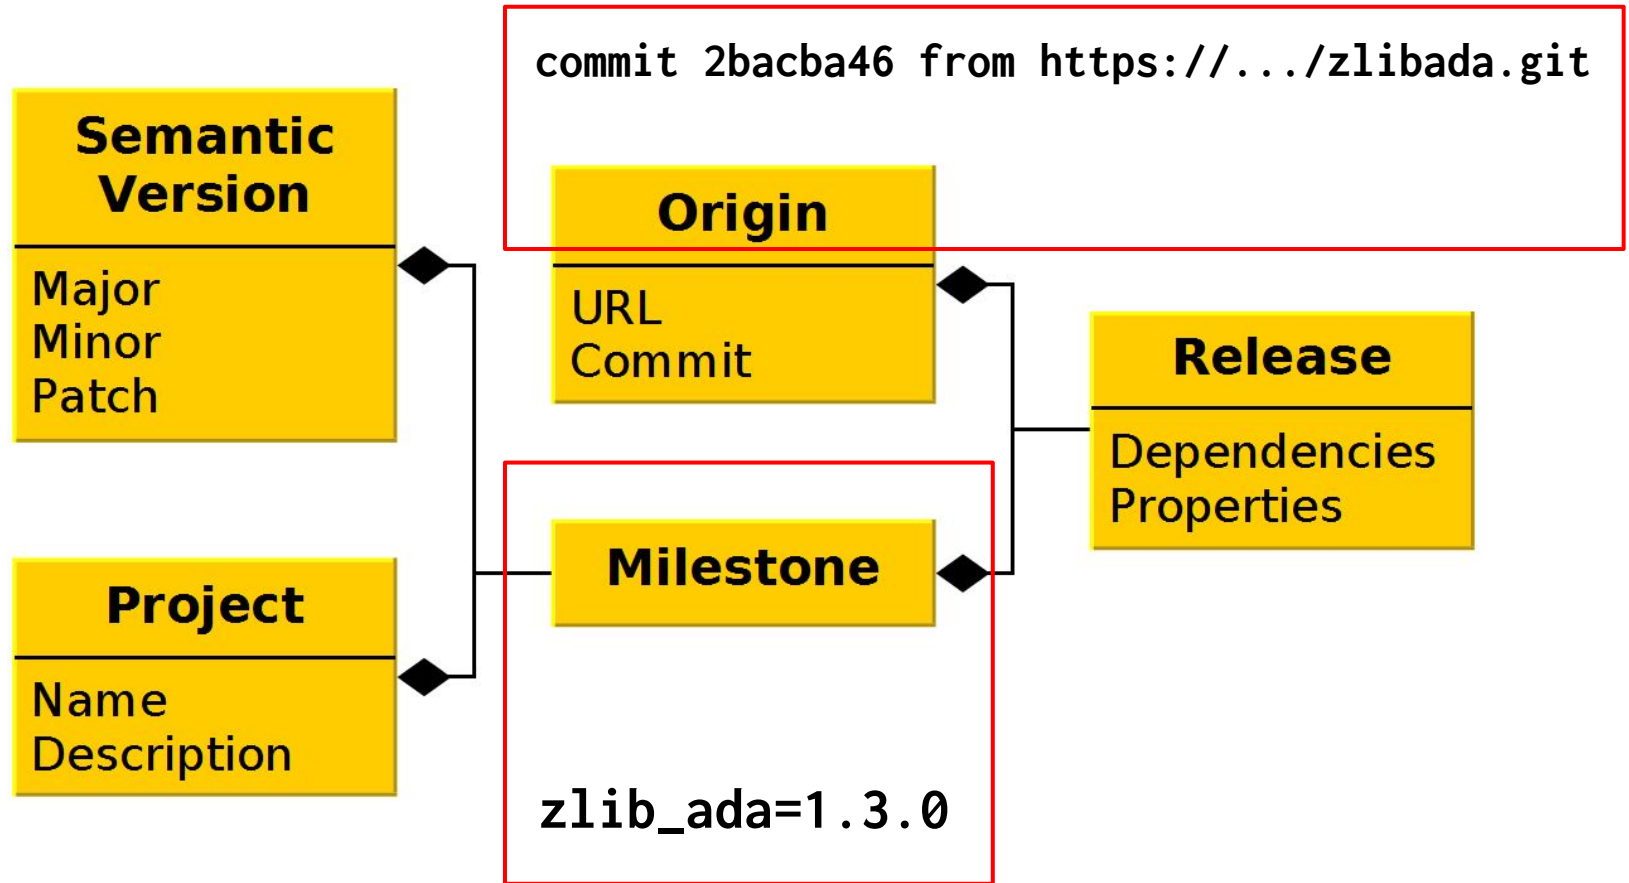 commit 2bacba46 from https://.../zlibada.git
Semantic
Version
Major
Minor
Patch
Origin
URL
Commit
Release
Dependencies
Properties
Milestone
zlib_ada=1.3.0
Project
Name
Description